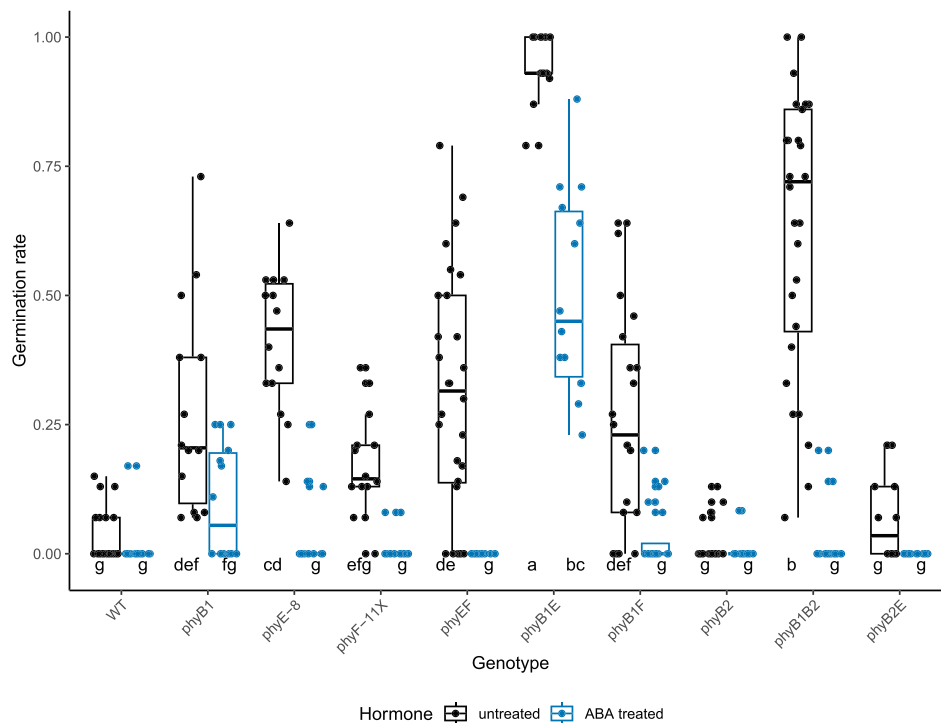 1.00
0.75
0.50
0.25
0.00
Germination rate
g g def fg cd g efg g de g a bc def g g g b g g g
WT phyB1 phyE−8 phyF−11X phyEF phyB1E phyB1F phyB2 phyB1B2 phyB2E
Genotype
Hormone untreated ABA treated